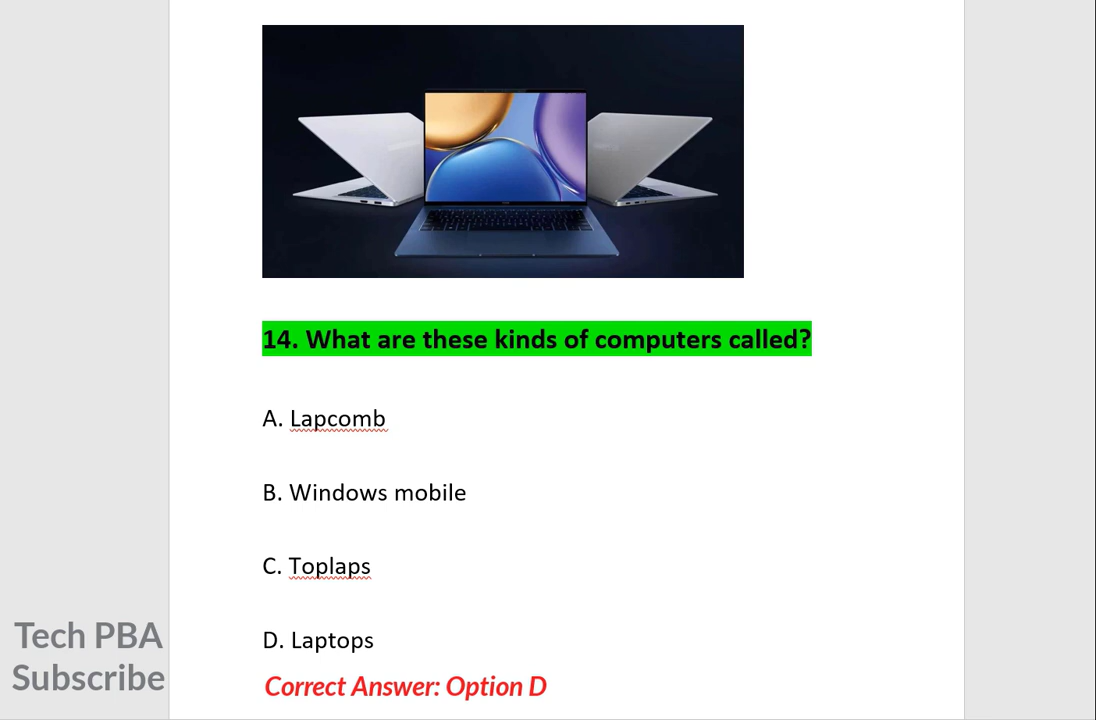 14. What are these kinds of computers called?
A. Lapcomb
B. Windows mobile
C. Toplaps
D. Laptops
Correct Answer: Option D
Tech PBA
Subscribe